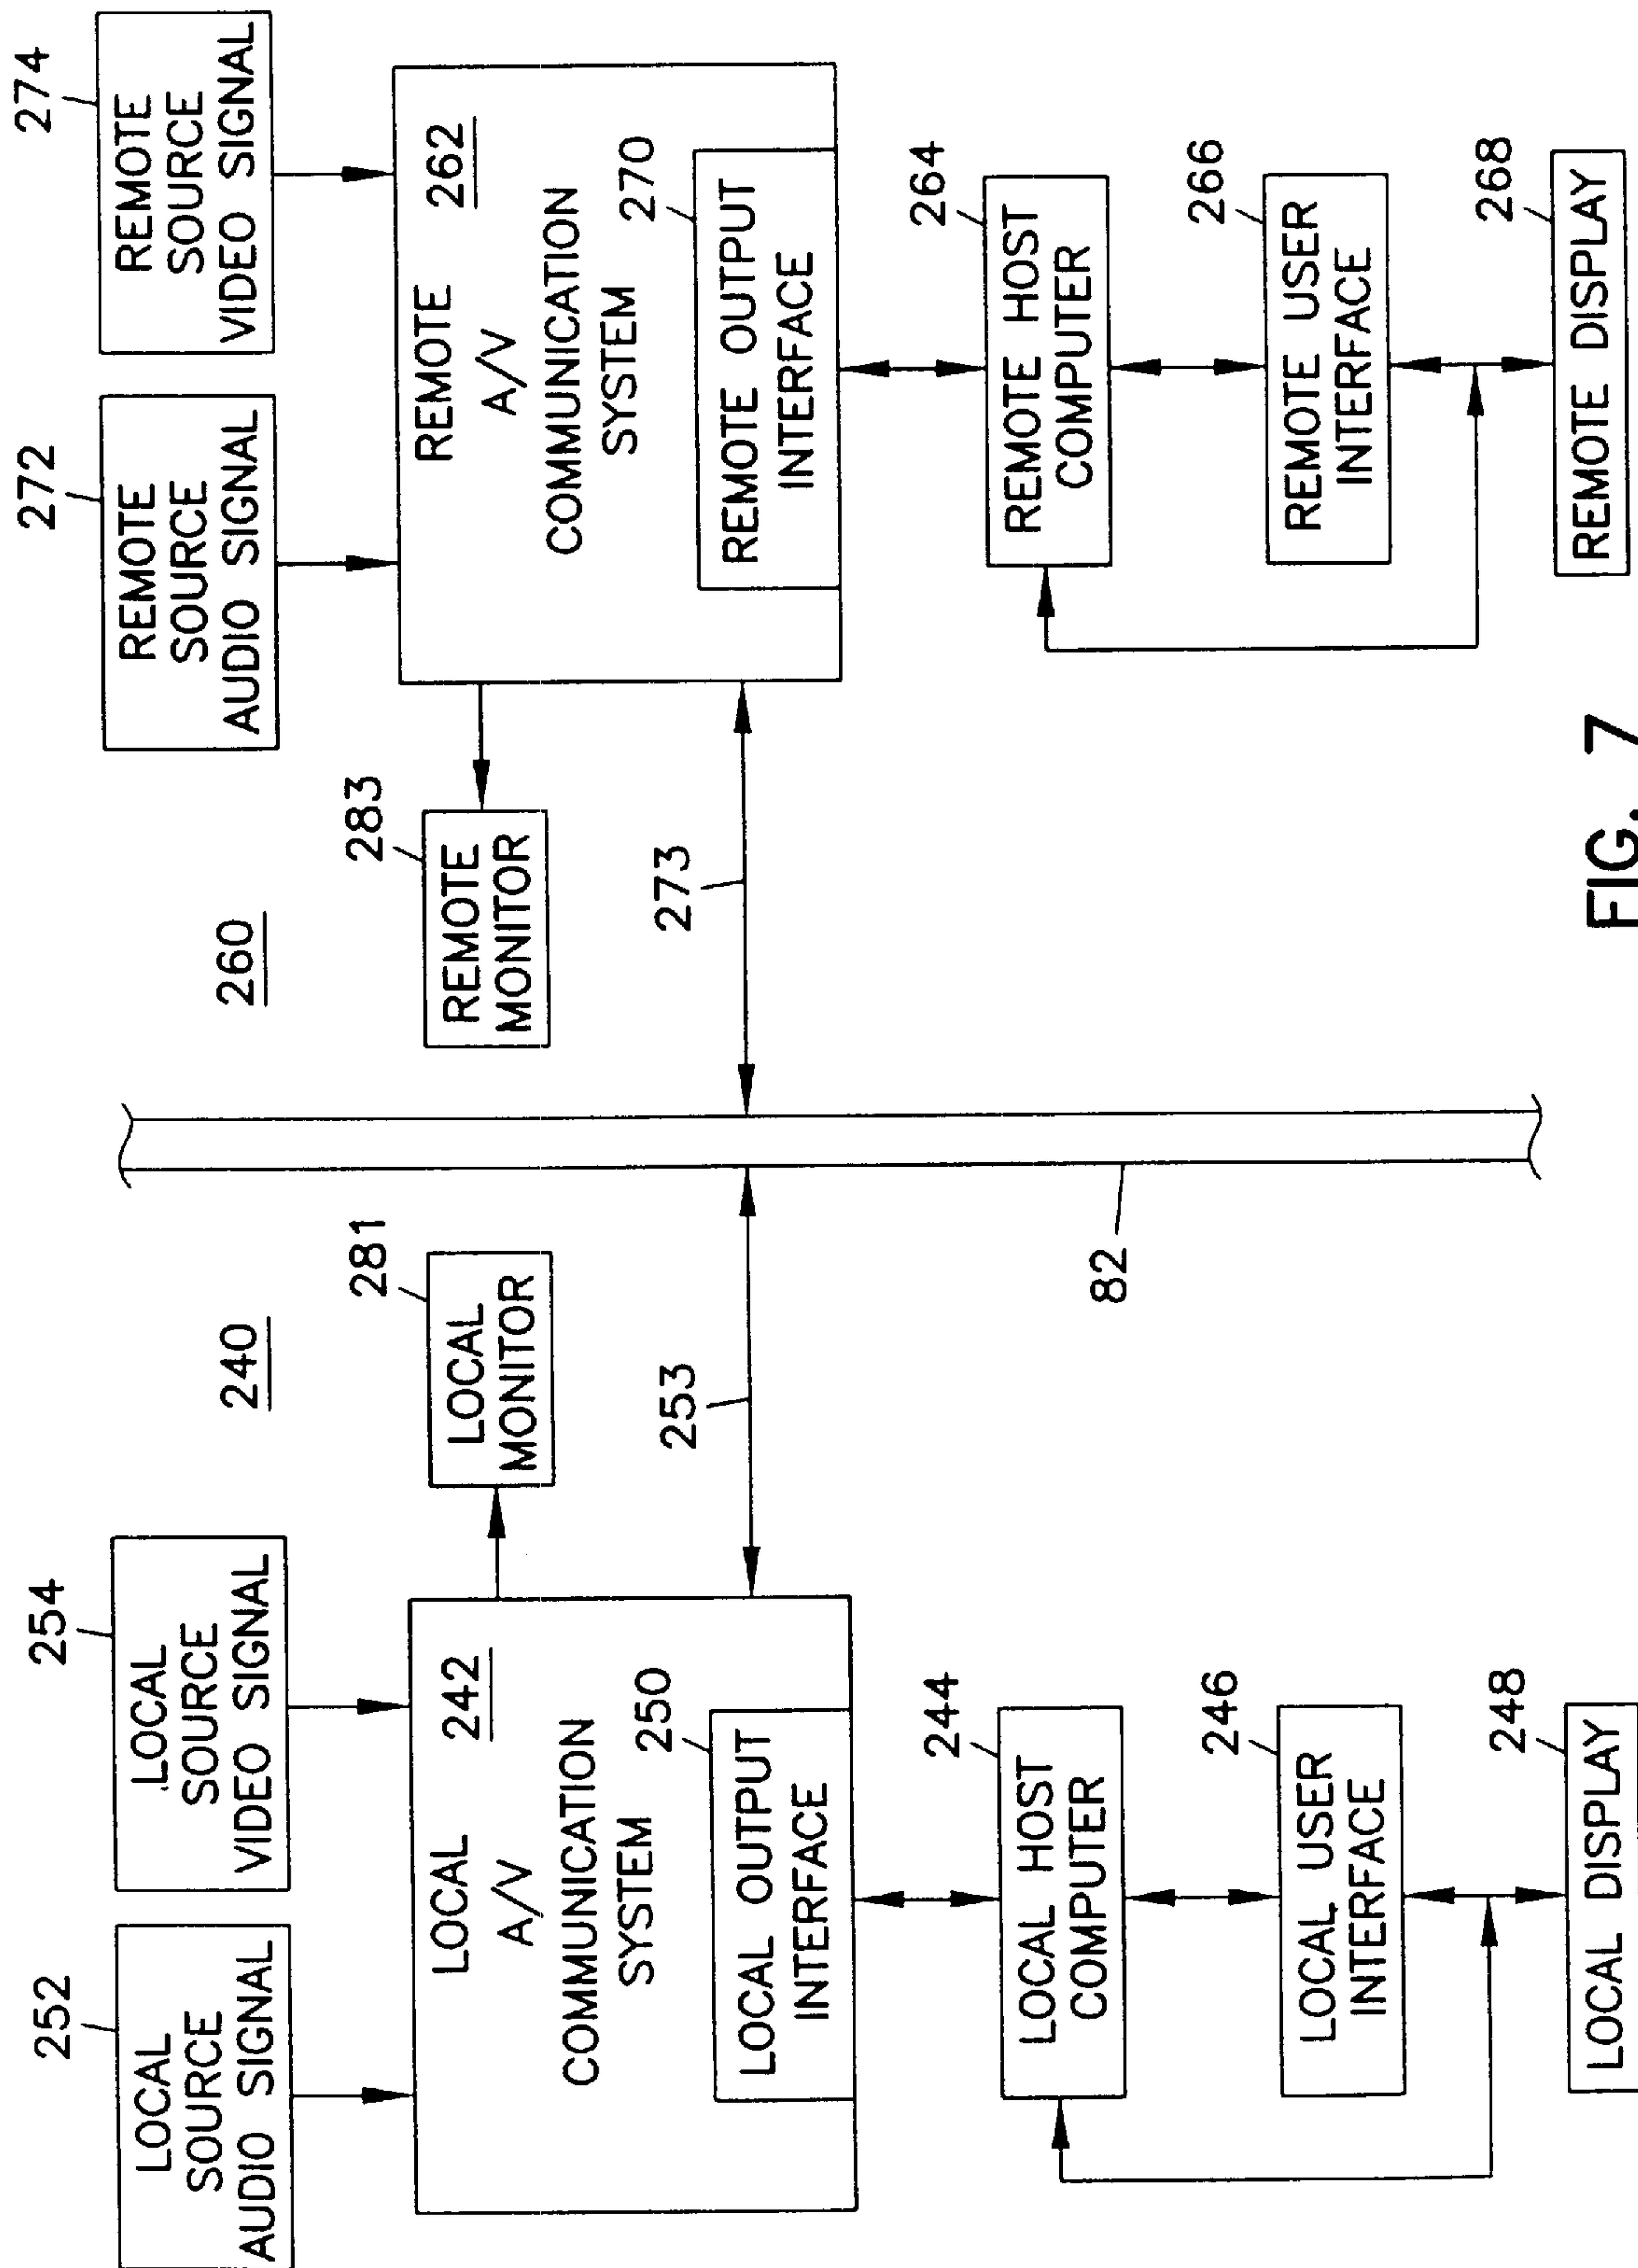 252
LOCAL
SOURCE
AUDIO SIGNAL
254
LOCAL
SOURCE
VIDEO SIGNAL
240
LOCAL
A/V
COMMUNICATION
SYSTEM
242
250
LOCAL OUTPUT
INTERFACE
281
LOCAL
MONITOR
253
244
LOCAL HOST
COMPUTER
246
LOCAL USER
INTERFACE
248
LOCAL DISPLAY
82
260
272
REMOTE
SOURCE
AUDIO SIGNAL
274
REMOTE
SOURCE
VIDEO SIGNAL
283
REMOTE
MONITOR
273
REMOTE
A/V
COMMUNICATION
SYSTEM
262
270
REMOTE OUTPUT
INTERFACE
264
REMOTE HOST
COMPUTER
266
REMOTE USER
INTERFACE
268
REMOTE DISPLAY
FIG. 7